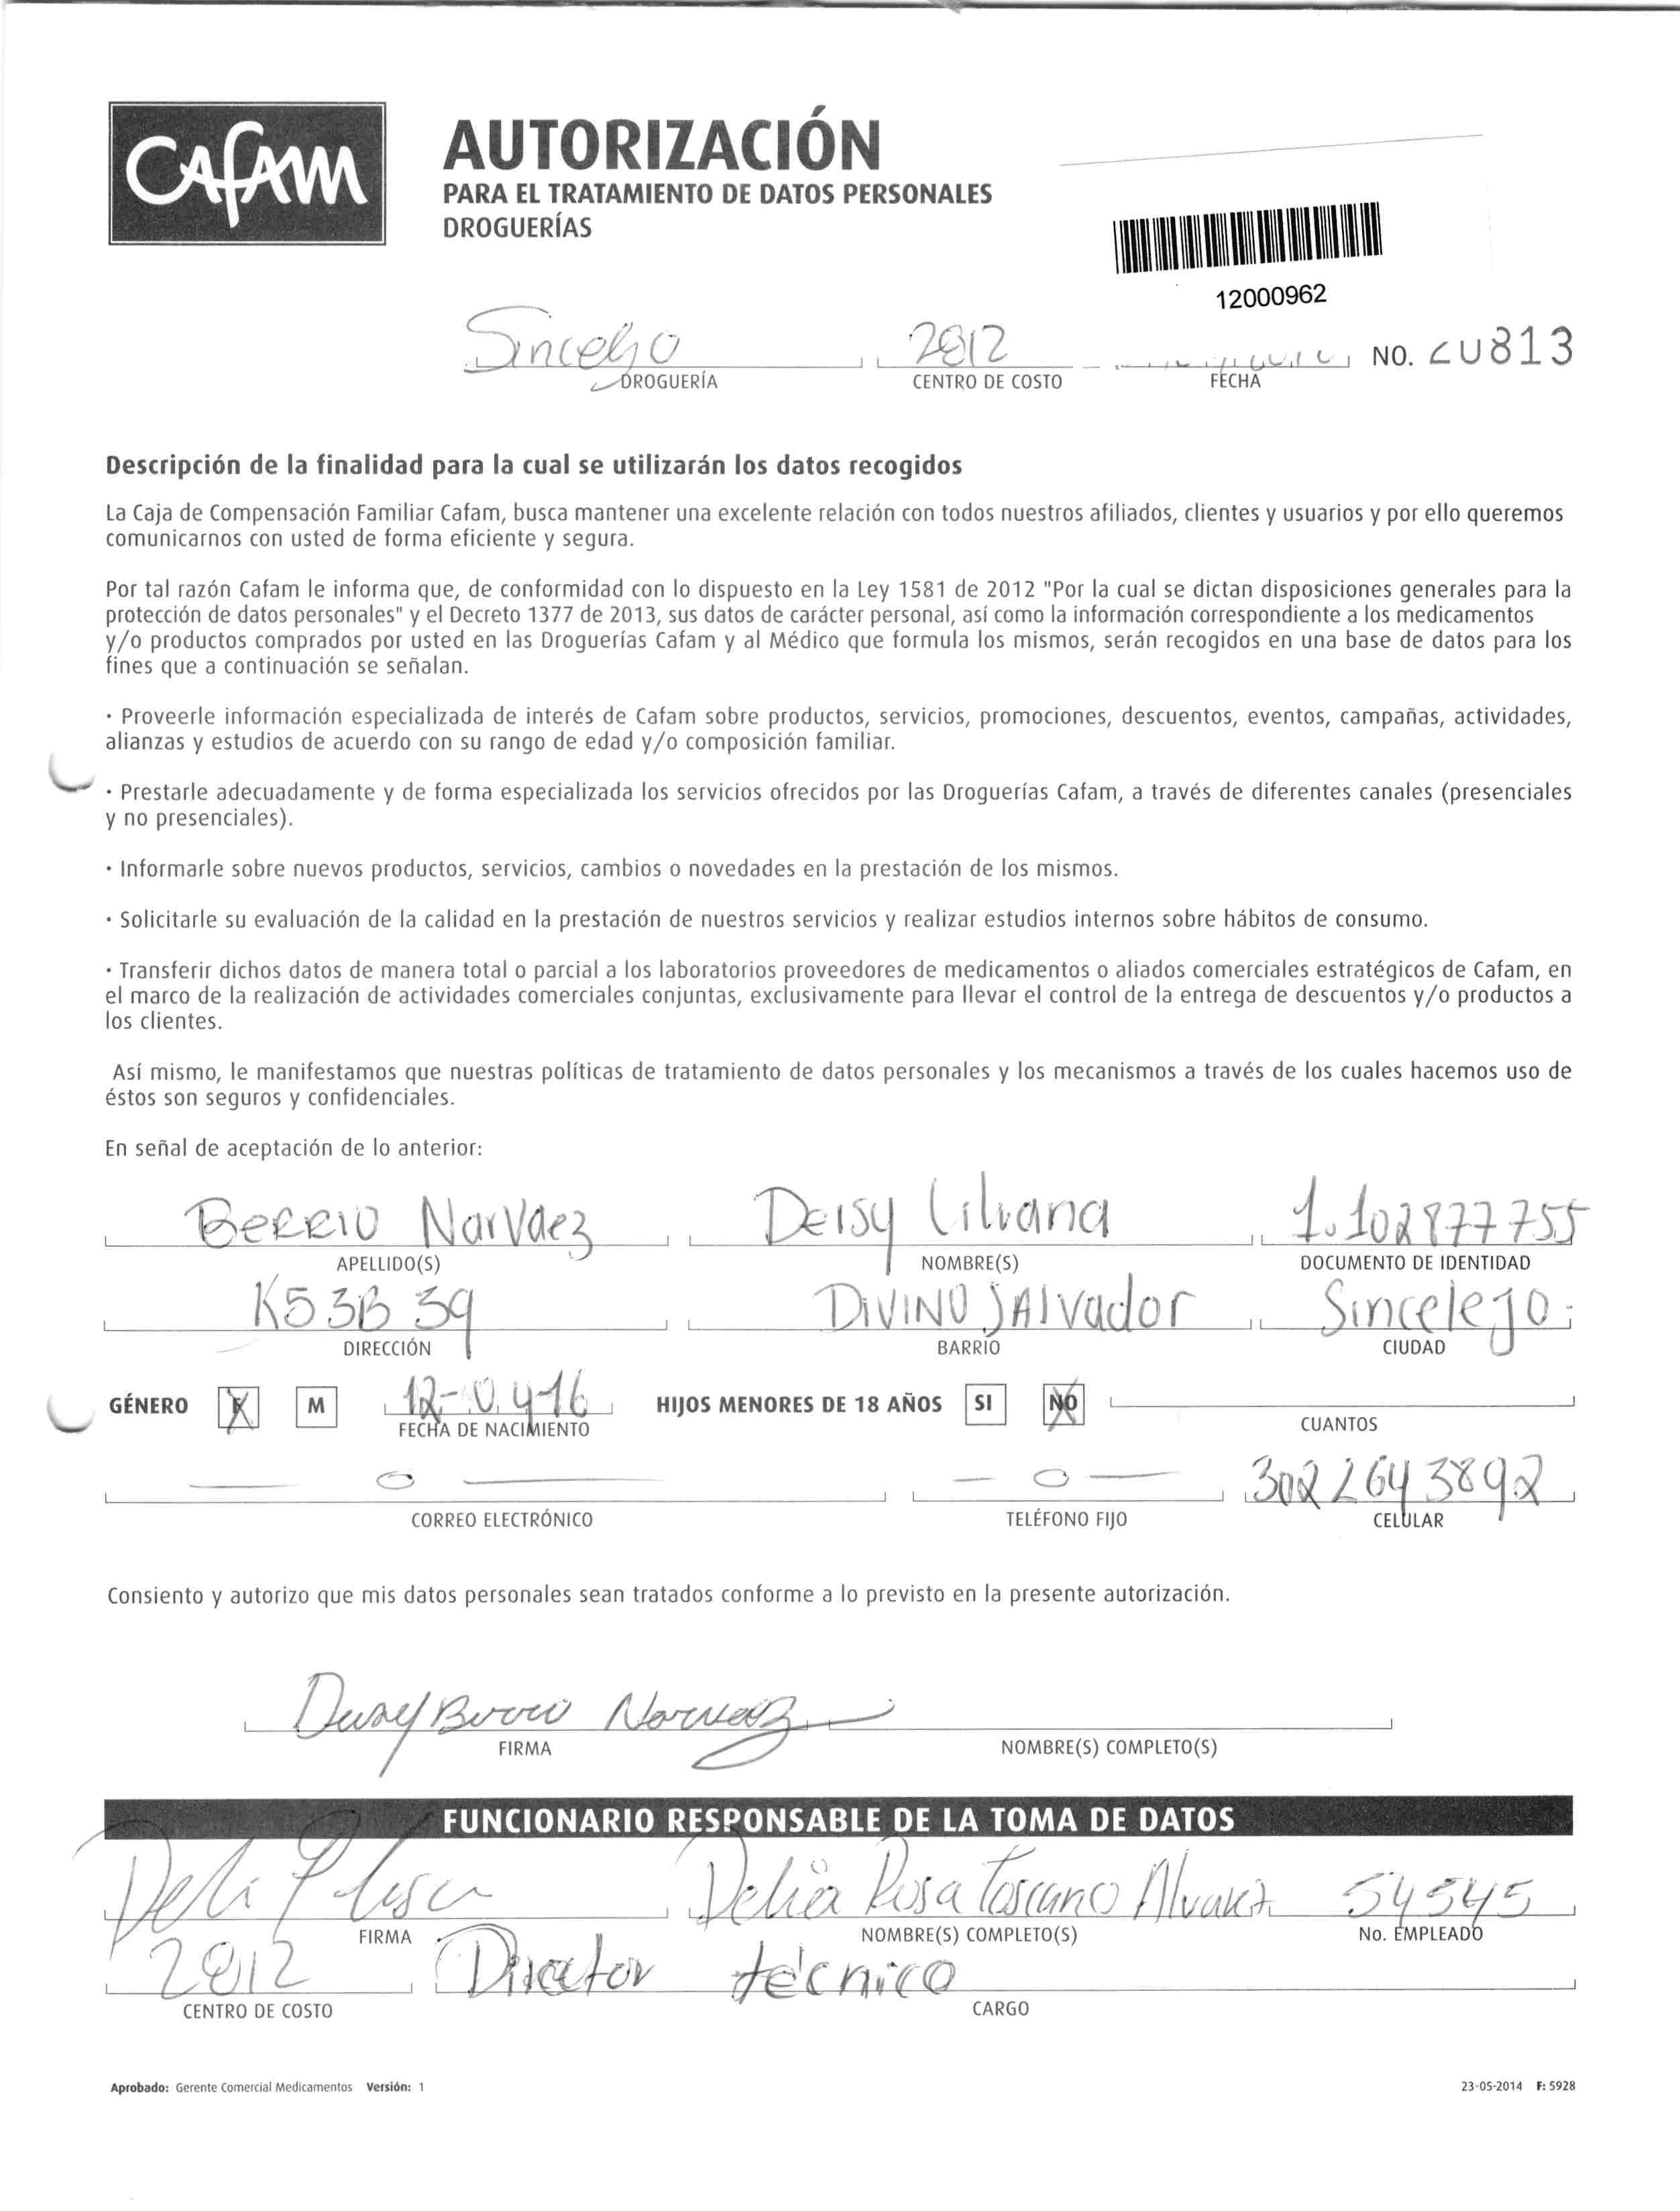 CAFAM
AUTORIZACIÓN
PARA EL TRATAMIENTO DE DATOS PERSONALES
DROGUERÍAS
12000962
Sincelejo 2812 NO. 20813
DROGUERÍA CENTRO DE COSTO FECHA
Descripción de la finalidad para la cual se utilizarán los datos recogidos
La Caja de Compensación Familiar Cafam, busca mantener una excelente relación con todos nuestros afiliados, clientes y usuarios y por ello queremos
comunicarnos con usted de forma eficiente y segura.
Por tal razón Cafam le informa que, de conformidad con lo dispuesto en la Ley 1581 de 2012 "Por la cual se dictan disposiciones generales para la
protección de datos personales" y el Decreto 1377 de 2013, sus datos de carácter personal, así como la información correspondiente a los medicamentos
y/o productos comprados por usted en las Droguerías Cafam y al Médico que formula los mismos, serán recogidos en una base de datos para los
fines que a continuación se señalan.
· Proveerle información especializada de interés de Cafam sobre productos, servicios, promociones, descuentos, eventos, campañas, actividades,
alianzas y estudios de acuerdo con su rango de edad y/o composición familiar.
· Prestarle adecuadamente y de forma especializada los servicios ofrecidos por las Droguerías Cafam, a través de diferentes canales (presenciales
y no presenciales).
· Informarle sobre nuevos productos, servicios, cambios o novedades en la prestación de los mismos.
· Solicitarle su evaluación de la calidad en la prestación de nuestros servicios y realizar estudios internos sobre hábitos de consumo.
· Transferir dichos datos de manera total o parcial a los laboratorios proveedores de medicamentos o aliados comerciales estratégicos de Cafam, en
el marco de la realización de actividades comerciales conjuntas, exclusivamente para llevar el control de la entrega de descuentos y/o productos a
los clientes.
Así mismo, le manifestamos que nuestras políticas de tratamiento de datos personales y los mecanismos a través de los cuales hacemos uso de
éstos son seguros y confidenciales.
En señal de aceptación de lo anterior:
Berrio Narvaez Deisy Liliana 1.102877755
APELLIDO(S) NOMBRE(S) DOCUMENTO DE IDENTIDAD
K53B 39 Divino Salvador Sincelejo
DIRECCIÓN BARRIO CIUDAD
GÉNERO F M 12-04-16 HIJOS MENORES DE 18 AÑOS SI NO
FECHA DE NACIMIENTO CUANTOS
— 0 — — 0 — 302 264 3892
CORREO ELECTRÓNICO TELÉFONO FIJO CELULAR
Consiento y autorizo que mis datos personales sean tratados conforme a lo previsto en la presente autorización.
Deisy Berrio Narvaez
FIRMA NOMBRE(S) COMPLETO(S)
FUNCIONARIO RESPONSABLE DE LA TOMA DE DATOS
Delia Rosa Toscano Alvarez 54545
FIRMA NOMBRE(S) COMPLETO(S) No. EMPLEADO
2812 Director técnico
CENTRO DE COSTO CARGO
Aprobado: Gerente Comercial Medicamentos Versión: 1 23-05-2014 F: 5928